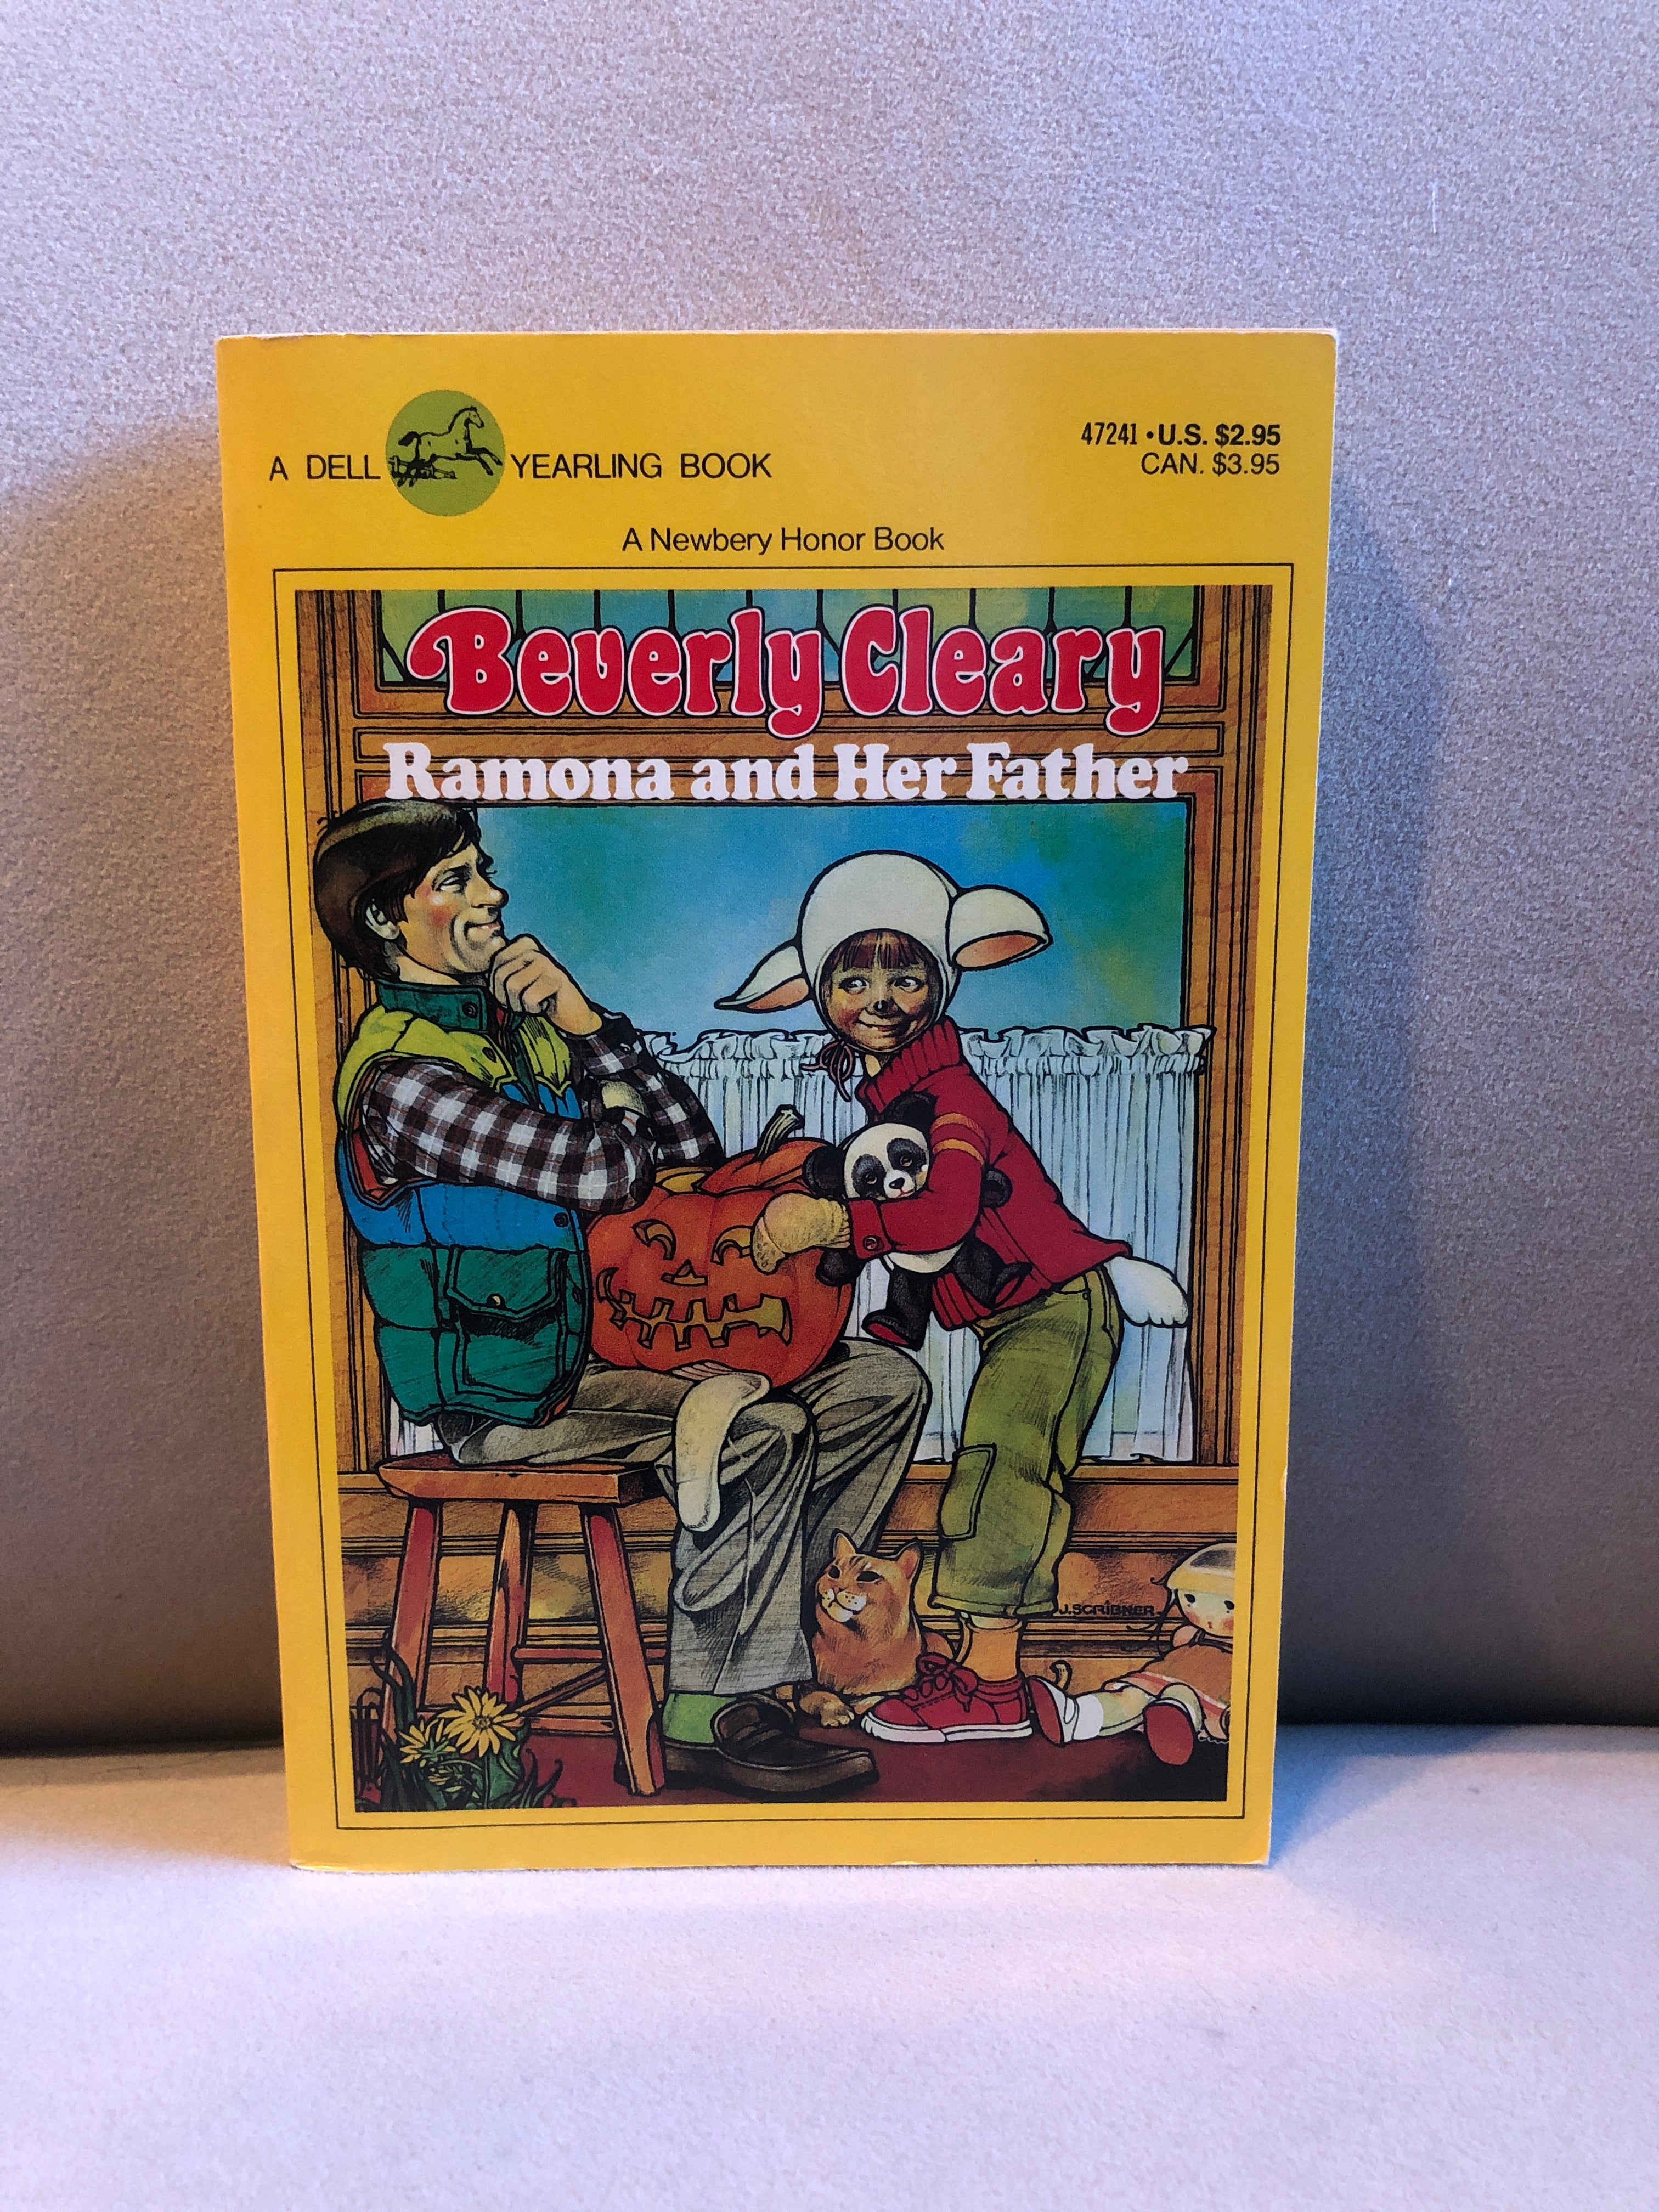 A DELL YEARLING BOOK
47241 • U.S. $2.95
CAN. $3.95
A Newbery Honor Book
Beverly Cleary
Ramona and Her Father
J. SCRIBNER